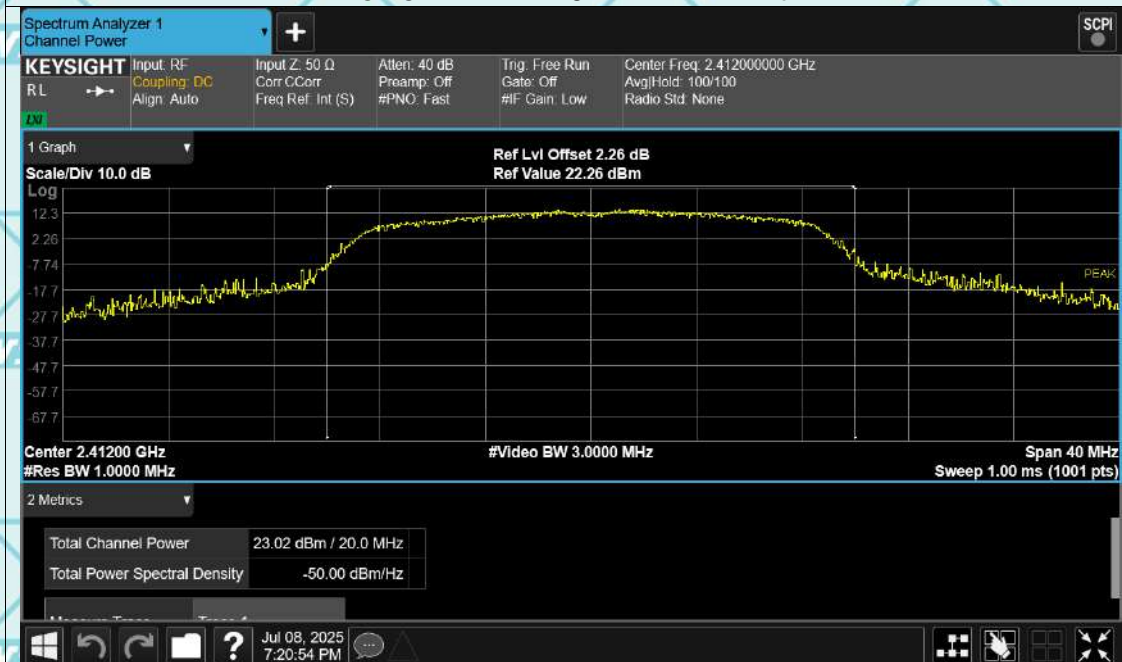 Spectrum Analyzer 1
Channel Power
+
SCPI
KEYSIGHT
RL
LXI
Input: RF
Coupling: DC
Align: Auto
Input Z: 50 Ω
Corr CCorr
Freq Ref: Int (S)
Atten: 40 dB
Preamp: Off
#PNO: Fast
Trig: Free Run
Gate: Off
#IF Gain: Low
Center Freq: 2.412000000 GHz
Avg|Hold: 100/100
Radio Std: None
1 Graph
Scale/Div 10.0 dB
Ref Lvl Offset 2.26 dB
Ref Value 22.26 dBm
Log
12.3
2.26
-7.74
-17.7
-27.7
-37.7
-47.7
-57.7
-67.7
PEAK
Center 2.41200 GHz
#Res BW 1.0000 MHz
#Video BW 3.0000 MHz
Span 40 MHz
Sweep 1.00 ms (1001 pts)
2 Metrics
Total Channel Power 23.02 dBm / 20.0 MHz
Total Power Spectral Density -50.00 dBm/Hz
?
Jul 08, 2025
7:20:54 PM